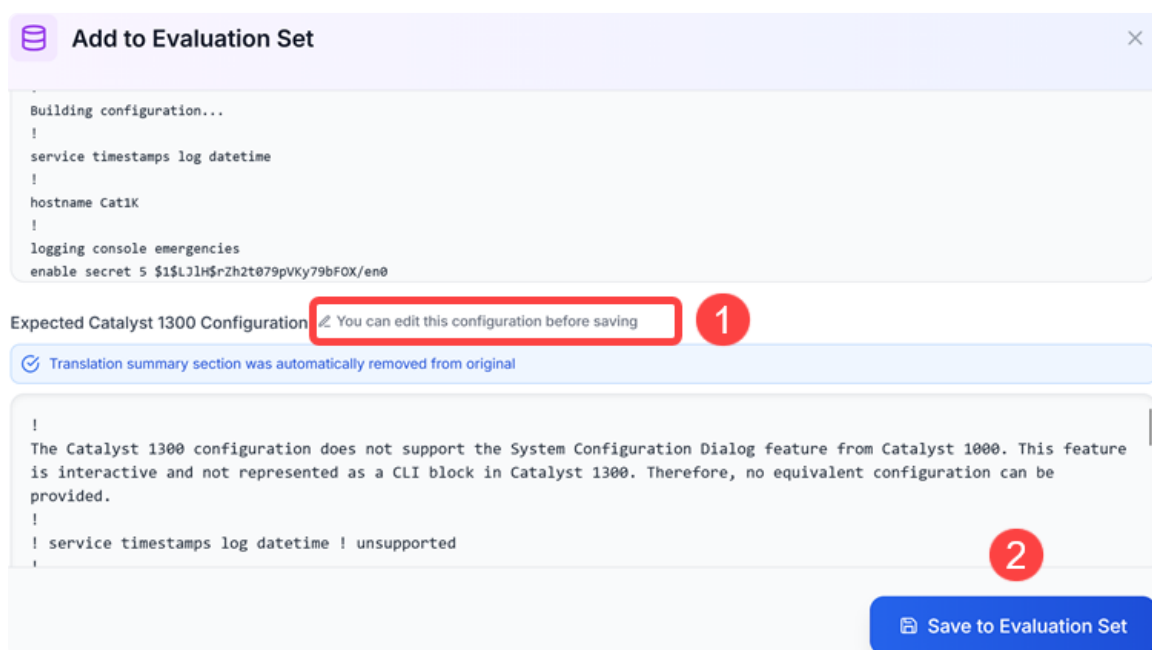 Add to Evaluation Set
Building configuration...
!
service timestamps log datetime
!
hostname Cat1K
!
logging console emergencies
enable secret 5 $1$LJlH$rZh2t079pVKy79bFOX/en0
Expected Catalyst 1300 Configuration You can edit this configuration before saving 1
Translation summary section was automatically removed from original
!
The Catalyst 1300 configuration does not support the System Configuration Dialog feature from Catalyst 1000. This feature
is interactive and not represented as a CLI block in Catalyst 1300. Therefore, no equivalent configuration can be
provided.
!
! service timestamps log datetime ! unsupported
!
2
Save to Evaluation Set